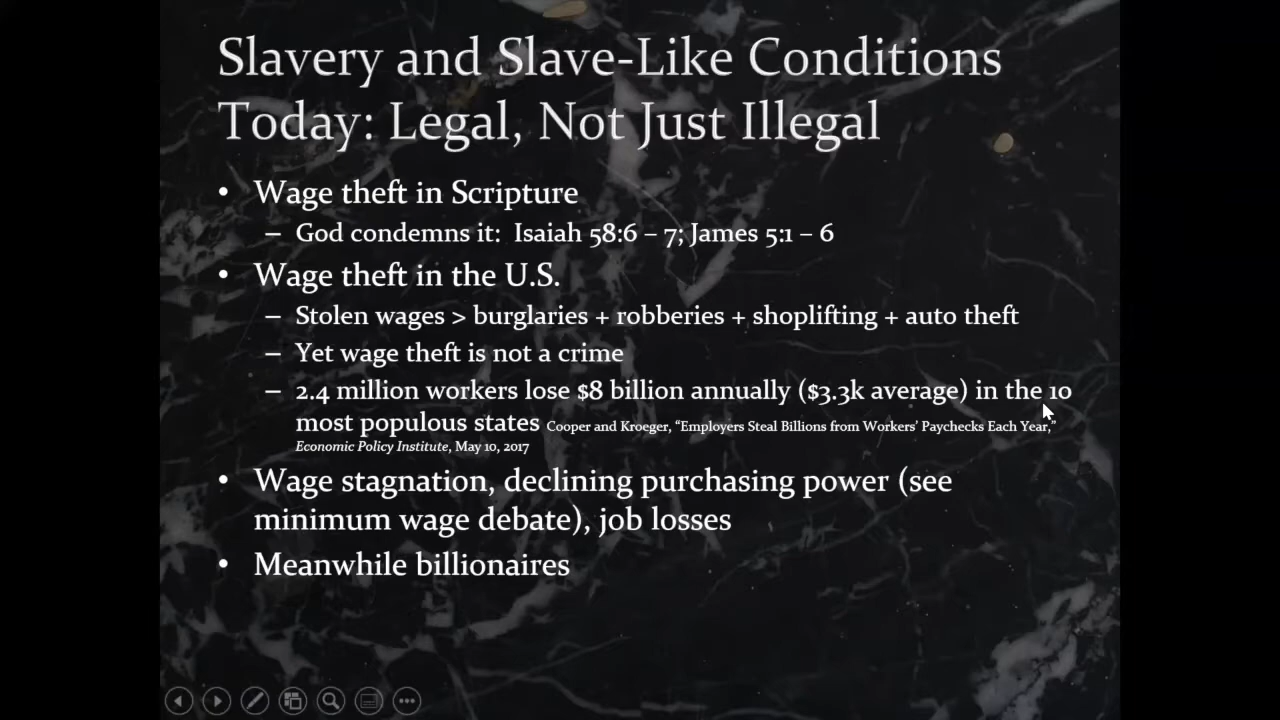 Slavery and Slave-Like Conditions
Today: Legal, Not Just Illegal
• Wage theft in Scripture
– God condemns it: Isaiah 58:6 – 7; James 5:1 – 6
• Wage theft in the U.S.
– Stolen wages > burglaries + robberies + shoplifting + auto theft
– Yet wage theft is not a crime
– 2.4 million workers lose $8 billion annually ($3.3k average) in the 10
most populous states Cooper and Kroeger, “Employers Steal Billions from Workers’ Paychecks Each Year,”
Economic Policy Institute, May 10, 2017
• Wage stagnation, declining purchasing power (see
minimum wage debate), job losses
• Meanwhile billionaires